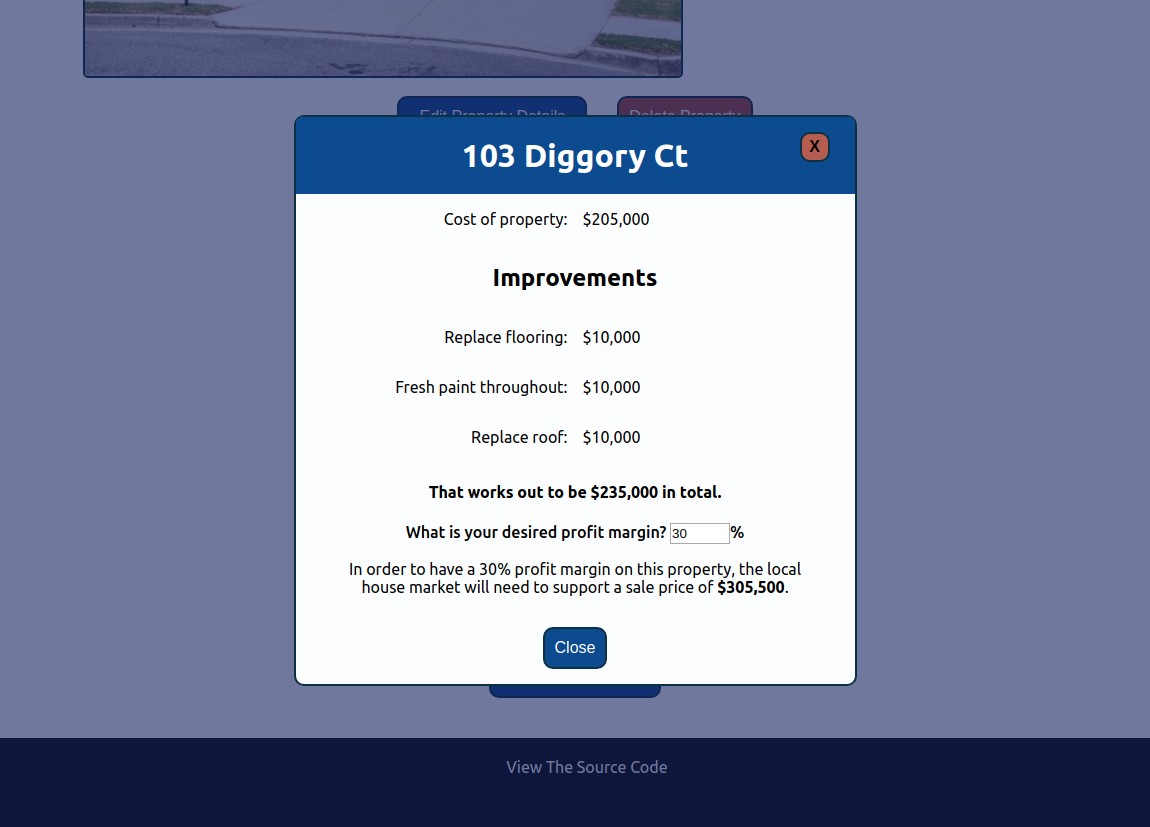 Edit Property Details Delete Property
103 Diggory Ct
X
Cost of property: $205,000
Improvements
Replace flooring: $10,000
Fresh paint throughout: $10,000
Replace roof: $10,000
That works out to be $235,000 in total.
What is your desired profit margin? 30 %
In order to have a 30% profit margin on this property, the local
house market will need to support a sale price of $305,500.
Close
View The Source Code